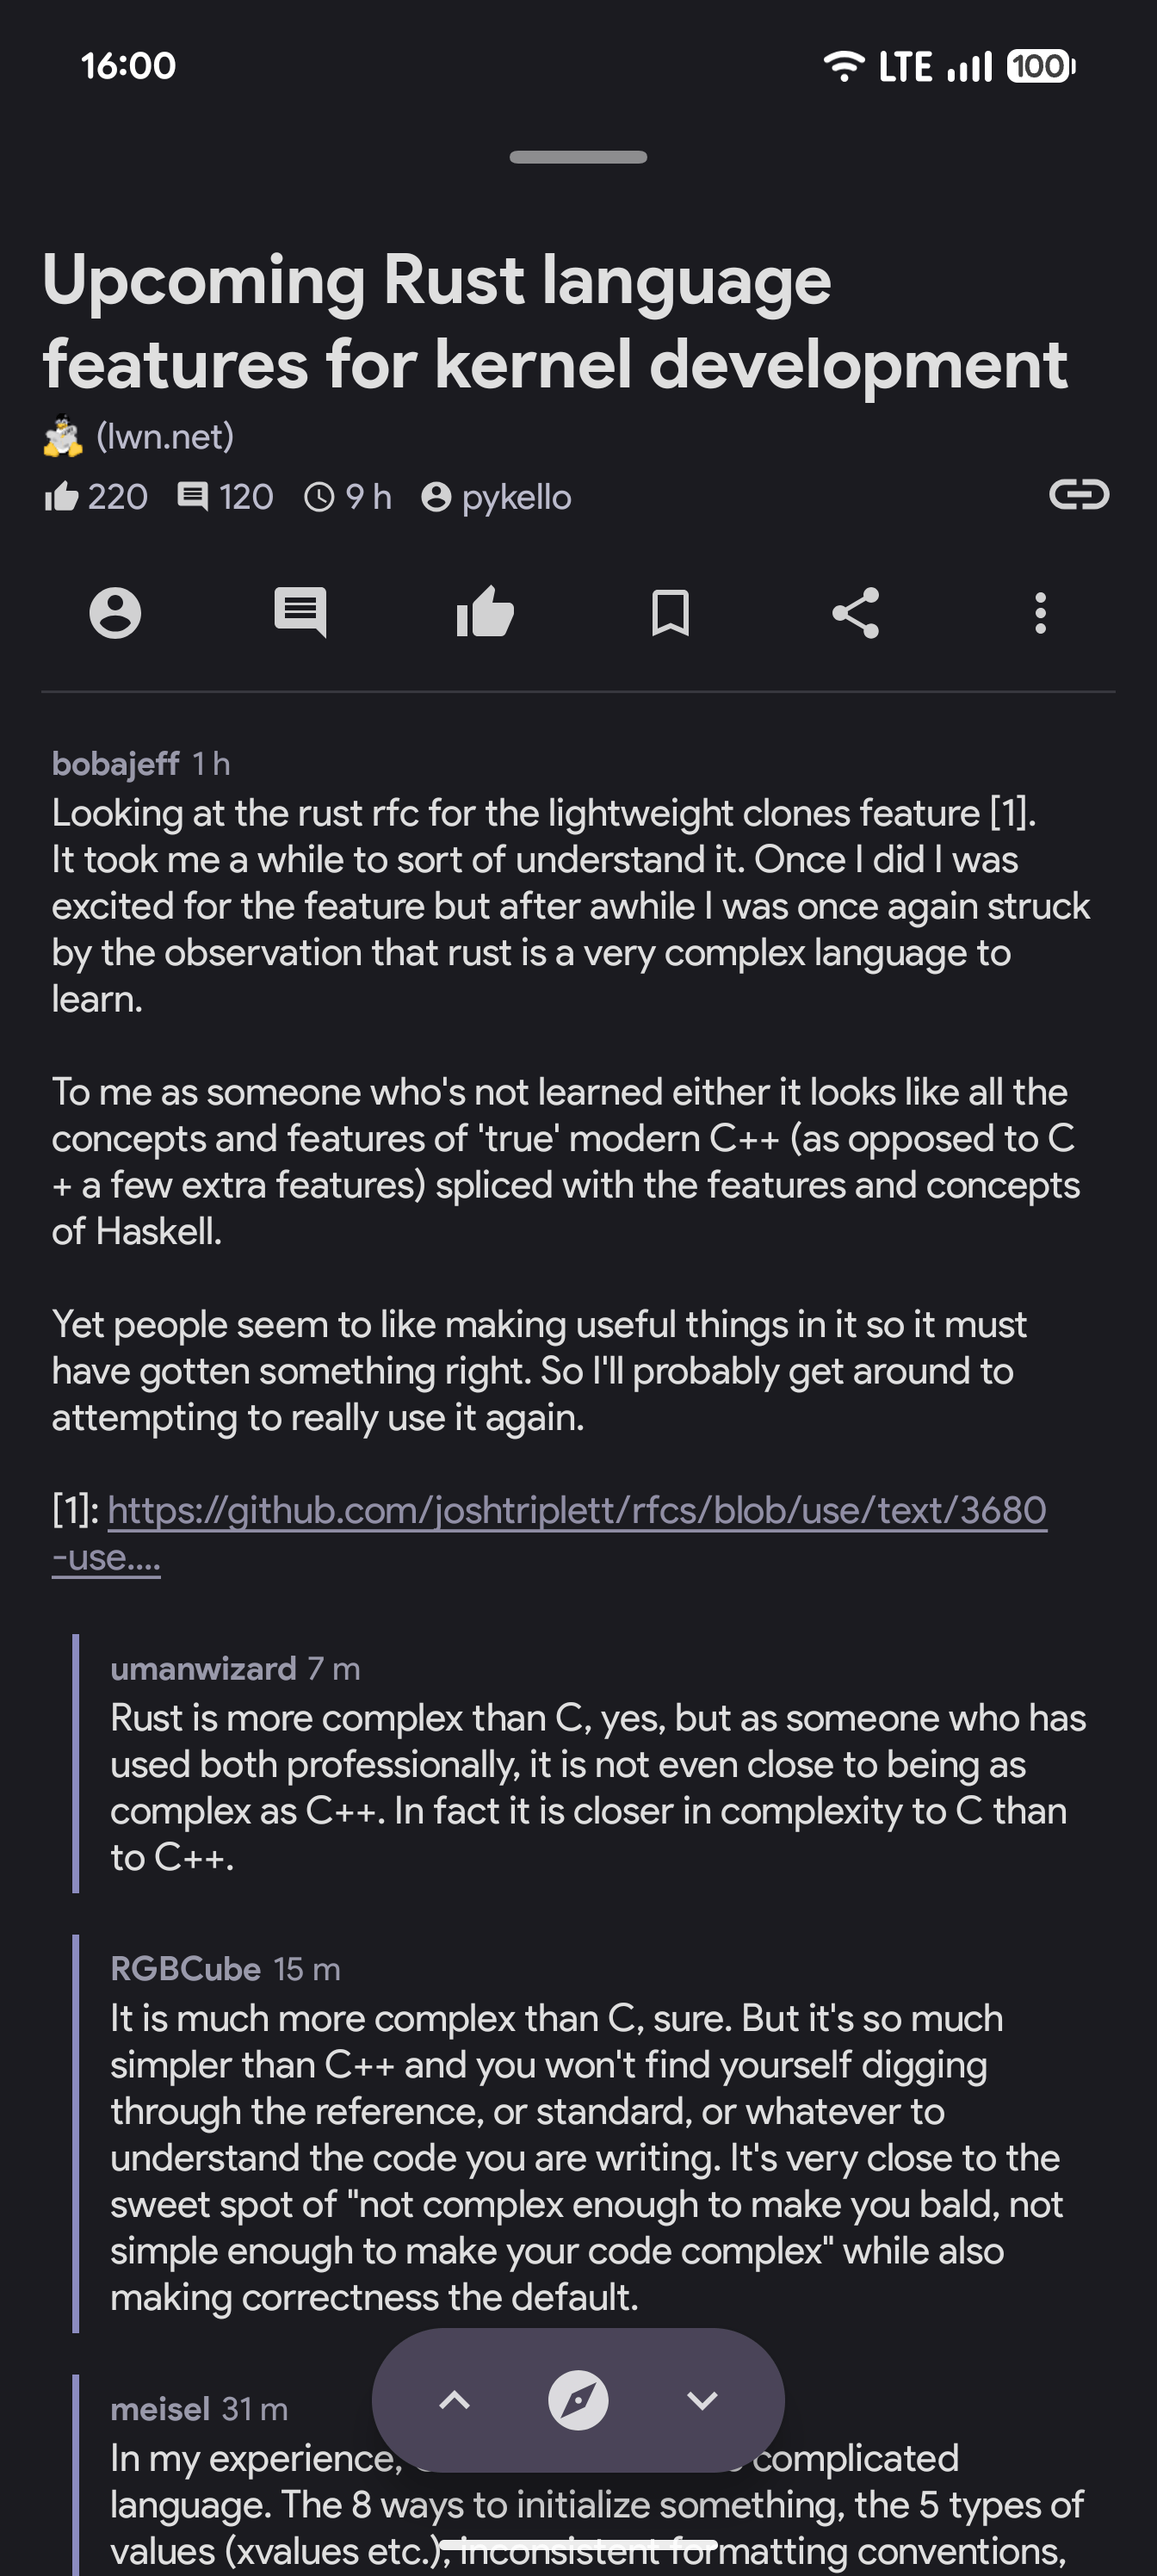 16:00
LTE
100
Upcoming Rust language
features for kernel development
(lwn.net)
220 120 9 h pykello
bobajeff 1 h
Looking at the rust rfc for the lightweight clones feature [1].
It took me a while to sort of understand it. Once I did I was
excited for the feature but after awhile I was once again struck
by the observation that rust is a very complex language to
learn.
To me as someone who's not learned either it looks like all the
concepts and features of 'true' modern C++ (as opposed to C
+ a few extra features) spliced with the features and concepts
of Haskell.
Yet people seem to like making useful things in it so it must
have gotten something right. So I'll probably get around to
attempting to really use it again.
[1]: https://github.com/joshtriplett/rfcs/blob/use/text/3680
-use....
umanwizard 7 m
Rust is more complex than C, yes, but as someone who has
used both professionally, it is not even close to being as
complex as C++. In fact it is closer in complexity to C than
to C++.
RGBCube 15 m
It is much more complex than C, sure. But it's so much
simpler than C++ and you won't find yourself digging
through the reference, or standard, or whatever to
understand the code you are writing. It's very close to the
sweet spot of "not complex enough to make you bald, not
simple enough to make your code complex" while also
making correctness the default.
meisel 31 m
In my experience, complicated
language. The 8 ways to initialize something, the 5 types of
values (xvalues etc.), inconsistent formatting conventions,